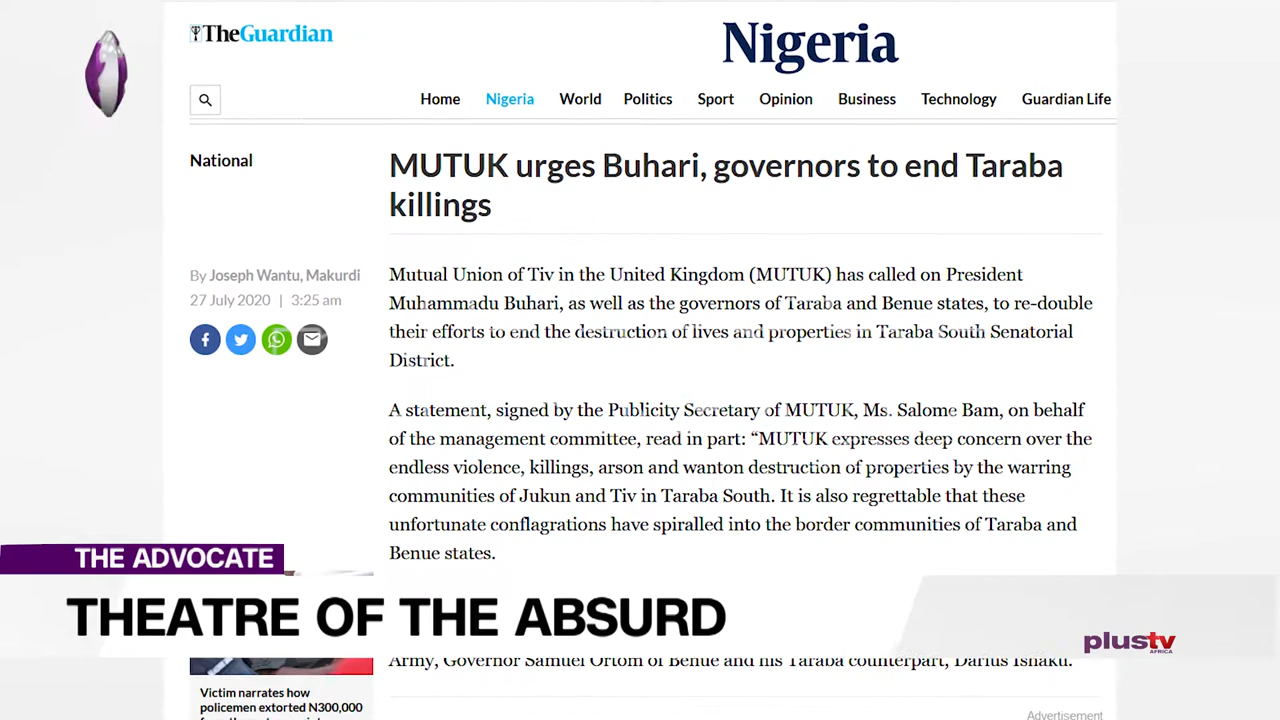 TheGuardian
Nigeria
Home Nigeria World Politics Sport Opinion Business Technology Guardian Life
National
MUTUK urges Buhari, governors to end Taraba
killings
By Joseph Wantu, Makurdi
27 July 2020 | 3:25 am
Mutual Union of Tiv in the United Kingdom (MUTUK) has called on President
Muhammadu Buhari, as well as the governors of Taraba and Benue states, to re-double
their efforts to end the destruction of lives and properties in Taraba South Senatorial
District.
A statement, signed by the Publicity Secretary of MUTUK, Ms. Salome Bam, on behalf
of the management committee, read in part: “MUTUK expresses deep concern over the
endless violence, killings, arson and wanton destruction of properties by the warring
communities of Jukun and Tiv in Taraba South. It is also regrettable that these
unfortunate conflagrations have spiralled into the border communities of Taraba and
Benue states.
THE ADVOCATE
THEATRE OF THE ABSURD
plustv
AFRICA
Army, Governor Samuel Ortom of Benue and his Taraba counterpart, Darius Ishaku.
Victim narrates how
policemen extorted N300,000
Advertisement